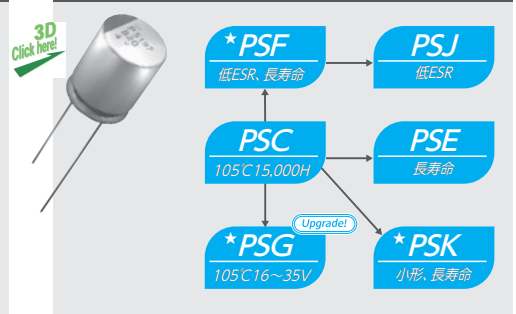 3D
Click here!
★PSF
低ESR、長寿命
PSJ
低ESR
PSC
105℃15,000H
PSE
長寿命
Upgrade!
★PSG
105℃16～35V
★PSK
小形、長寿命